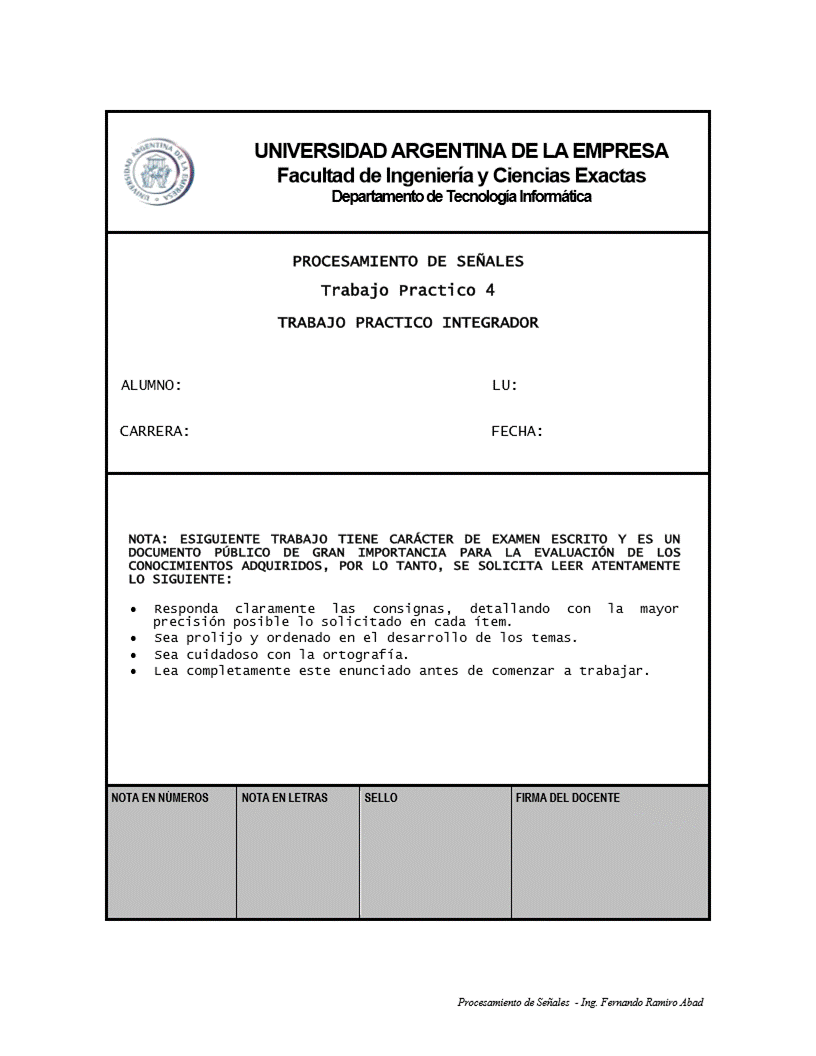 UNIVERSIDAD ARGENTINA DE LA EMPRESA
UNIVERSIDAD ARGENTINA DE LA EMPRESA
Facultad de Ingeniería y Ciencias Exactas
Departamento de Tecnología Informática
PROCESAMIENTO DE SEÑALES
Trabajo Practico 4
TRABAJO PRACTICO INTEGRADOR
ALUMNO: LU:
CARRERA: FECHA:
NOTA: ESIGUIENTE TRABAJO TIENE CARÁCTER DE EXAMEN ESCRITO Y ES UN
DOCUMENTO PÚBLICO DE GRAN IMPORTANCIA PARA LA EVALUACIÓN DE LOS
CONOCIMIENTOS ADQUIRIDOS, POR LO TANTO, SE SOLICITA LEER ATENTAMENTE
LO SIGUIENTE:
• Responda claramente las consignas, detallando con la mayor
precisión posible lo solicitado en cada ítem.
• Sea prolijo y ordenado en el desarrollo de los temas.
• Sea cuidadoso con la ortografía.
• Lea completamente este enunciado antes de comenzar a trabajar.
NOTA EN NÚMEROS NOTA EN LETRAS SELLO FIRMA DEL DOCENTE
Procesamiento de Señales - Ing. Fernando Ramiro Abad